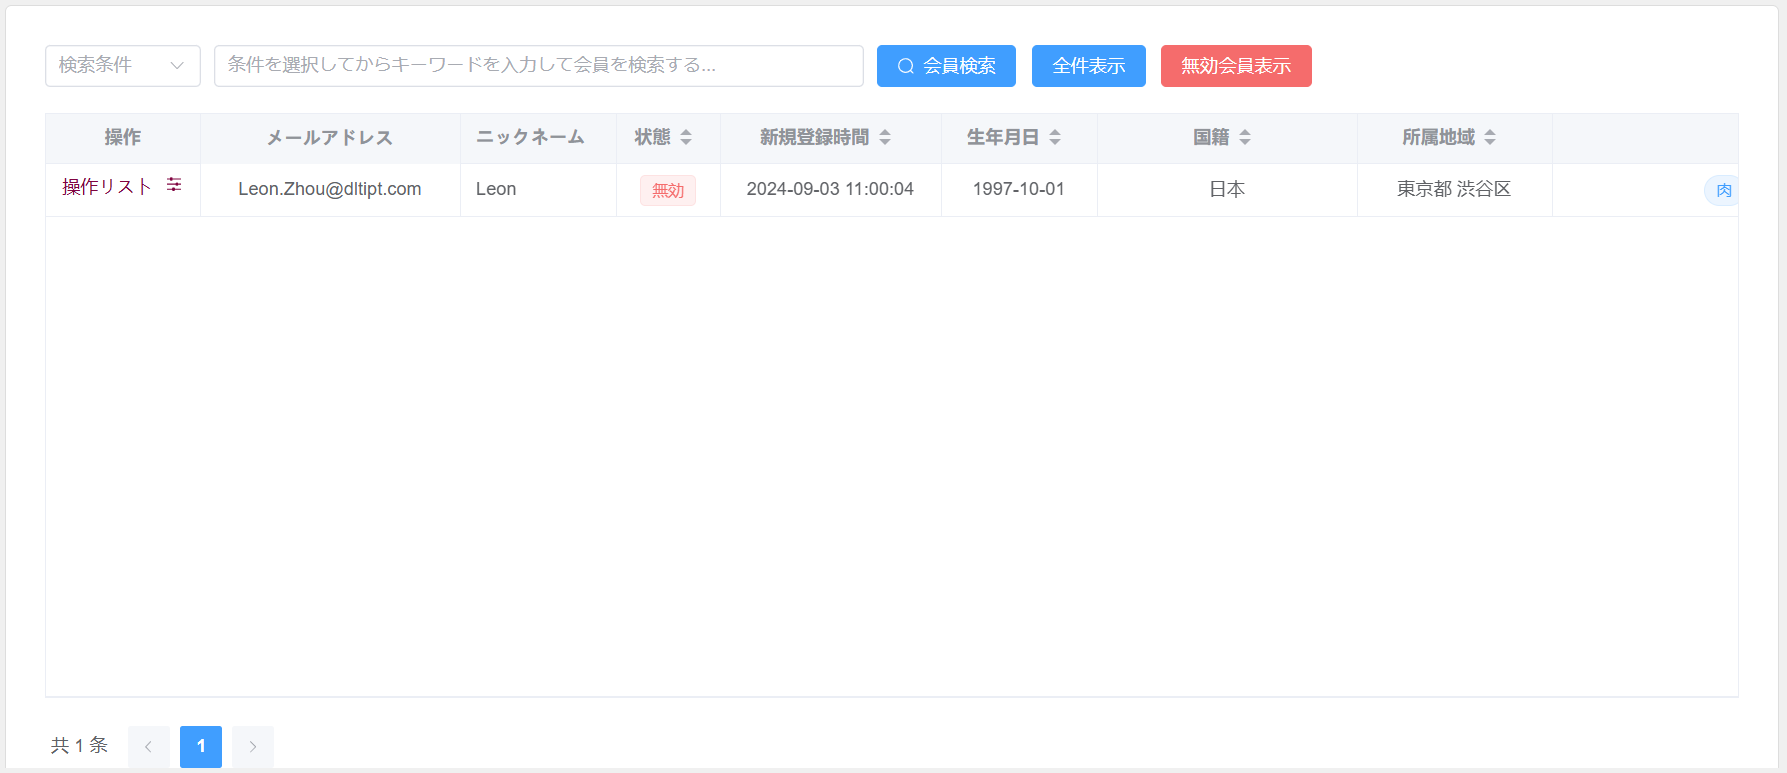 検索条件 条件を選択してからキーワードを入力して会員を検索する... 会員検索 全件表示 無効会員表示
操作 メールアドレス ニックネーム 状態 新規登録時間 生年月日 国籍 所属地域
操作リスト Leon.Zhou@dltipt.com Leon 無効 2024-09-03 11:00:04 1997-10-01 日本 東京都 渋谷区 肉
共 1 条 1